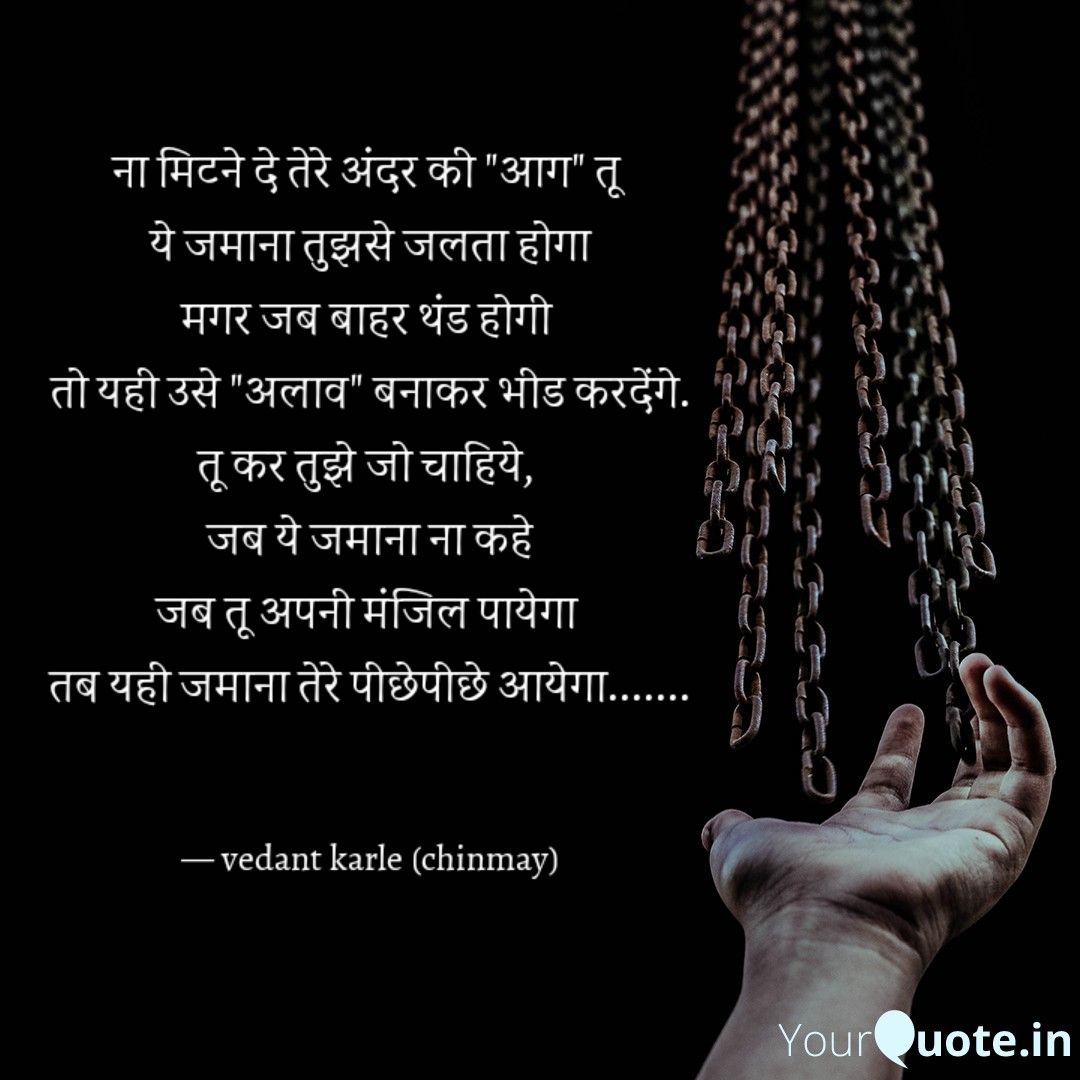 ना मिटने दे तेरे अंदर की "आग" तू
ये जमाना तुझसे जलता होगा
मगर जब बाहर थंड होगी
तो यही उसे "अलाव" बनाकर भीड करदेंगे.
तू कर तुझे जो चाहिये,
जब ये जमाना ना कहे
जब तू अपनी मंजिल पायेगा
तब यही जमाना तेरे पीछेपीछे आयेगा.......
— vedant karle (chinmay)
YourQuote.in